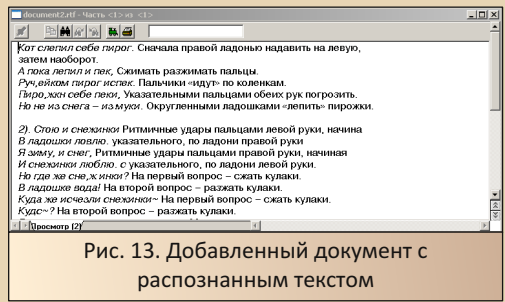 document2.rtf - Часть <1> из <1>
Кот слепил себе пирог. Сначала правой ладонью надавить на левую,
затем наоборот.
А пока лепил и пек, Сжимать разжимать пальцы.
Руч,ейком пирог испек. Пальчики «идут» по коленкам.
Пиро,жкн себе пеки, Указательными пальцами обеих рук погрозить.
Но не из снега – из муки. Округленными ладошками «лепить» пирожки.
2). Стою и снежинки Ритмичные удары пальцами левой руки, начина
В ладошки ловлю. указательного, по ладони правой руки
Я зиму, и снег, Ритмичные удары пальцами правой руки, начиная
И снежинки люблю. с указательного, по ладони левой руки.
Но где же сне,ж инки? На первый вопрос – сжать кулаки.
В ладошке вода! На второй вопрос – разжать кулаки.
Куда же исчезли снежинки~ На первый вопрос – сжать кулаки.
Кудс~? На второй вопрос – разжать кулаки.
Просмотр (2)
Рис. 13. Добавленный документ с
распознанным текстом